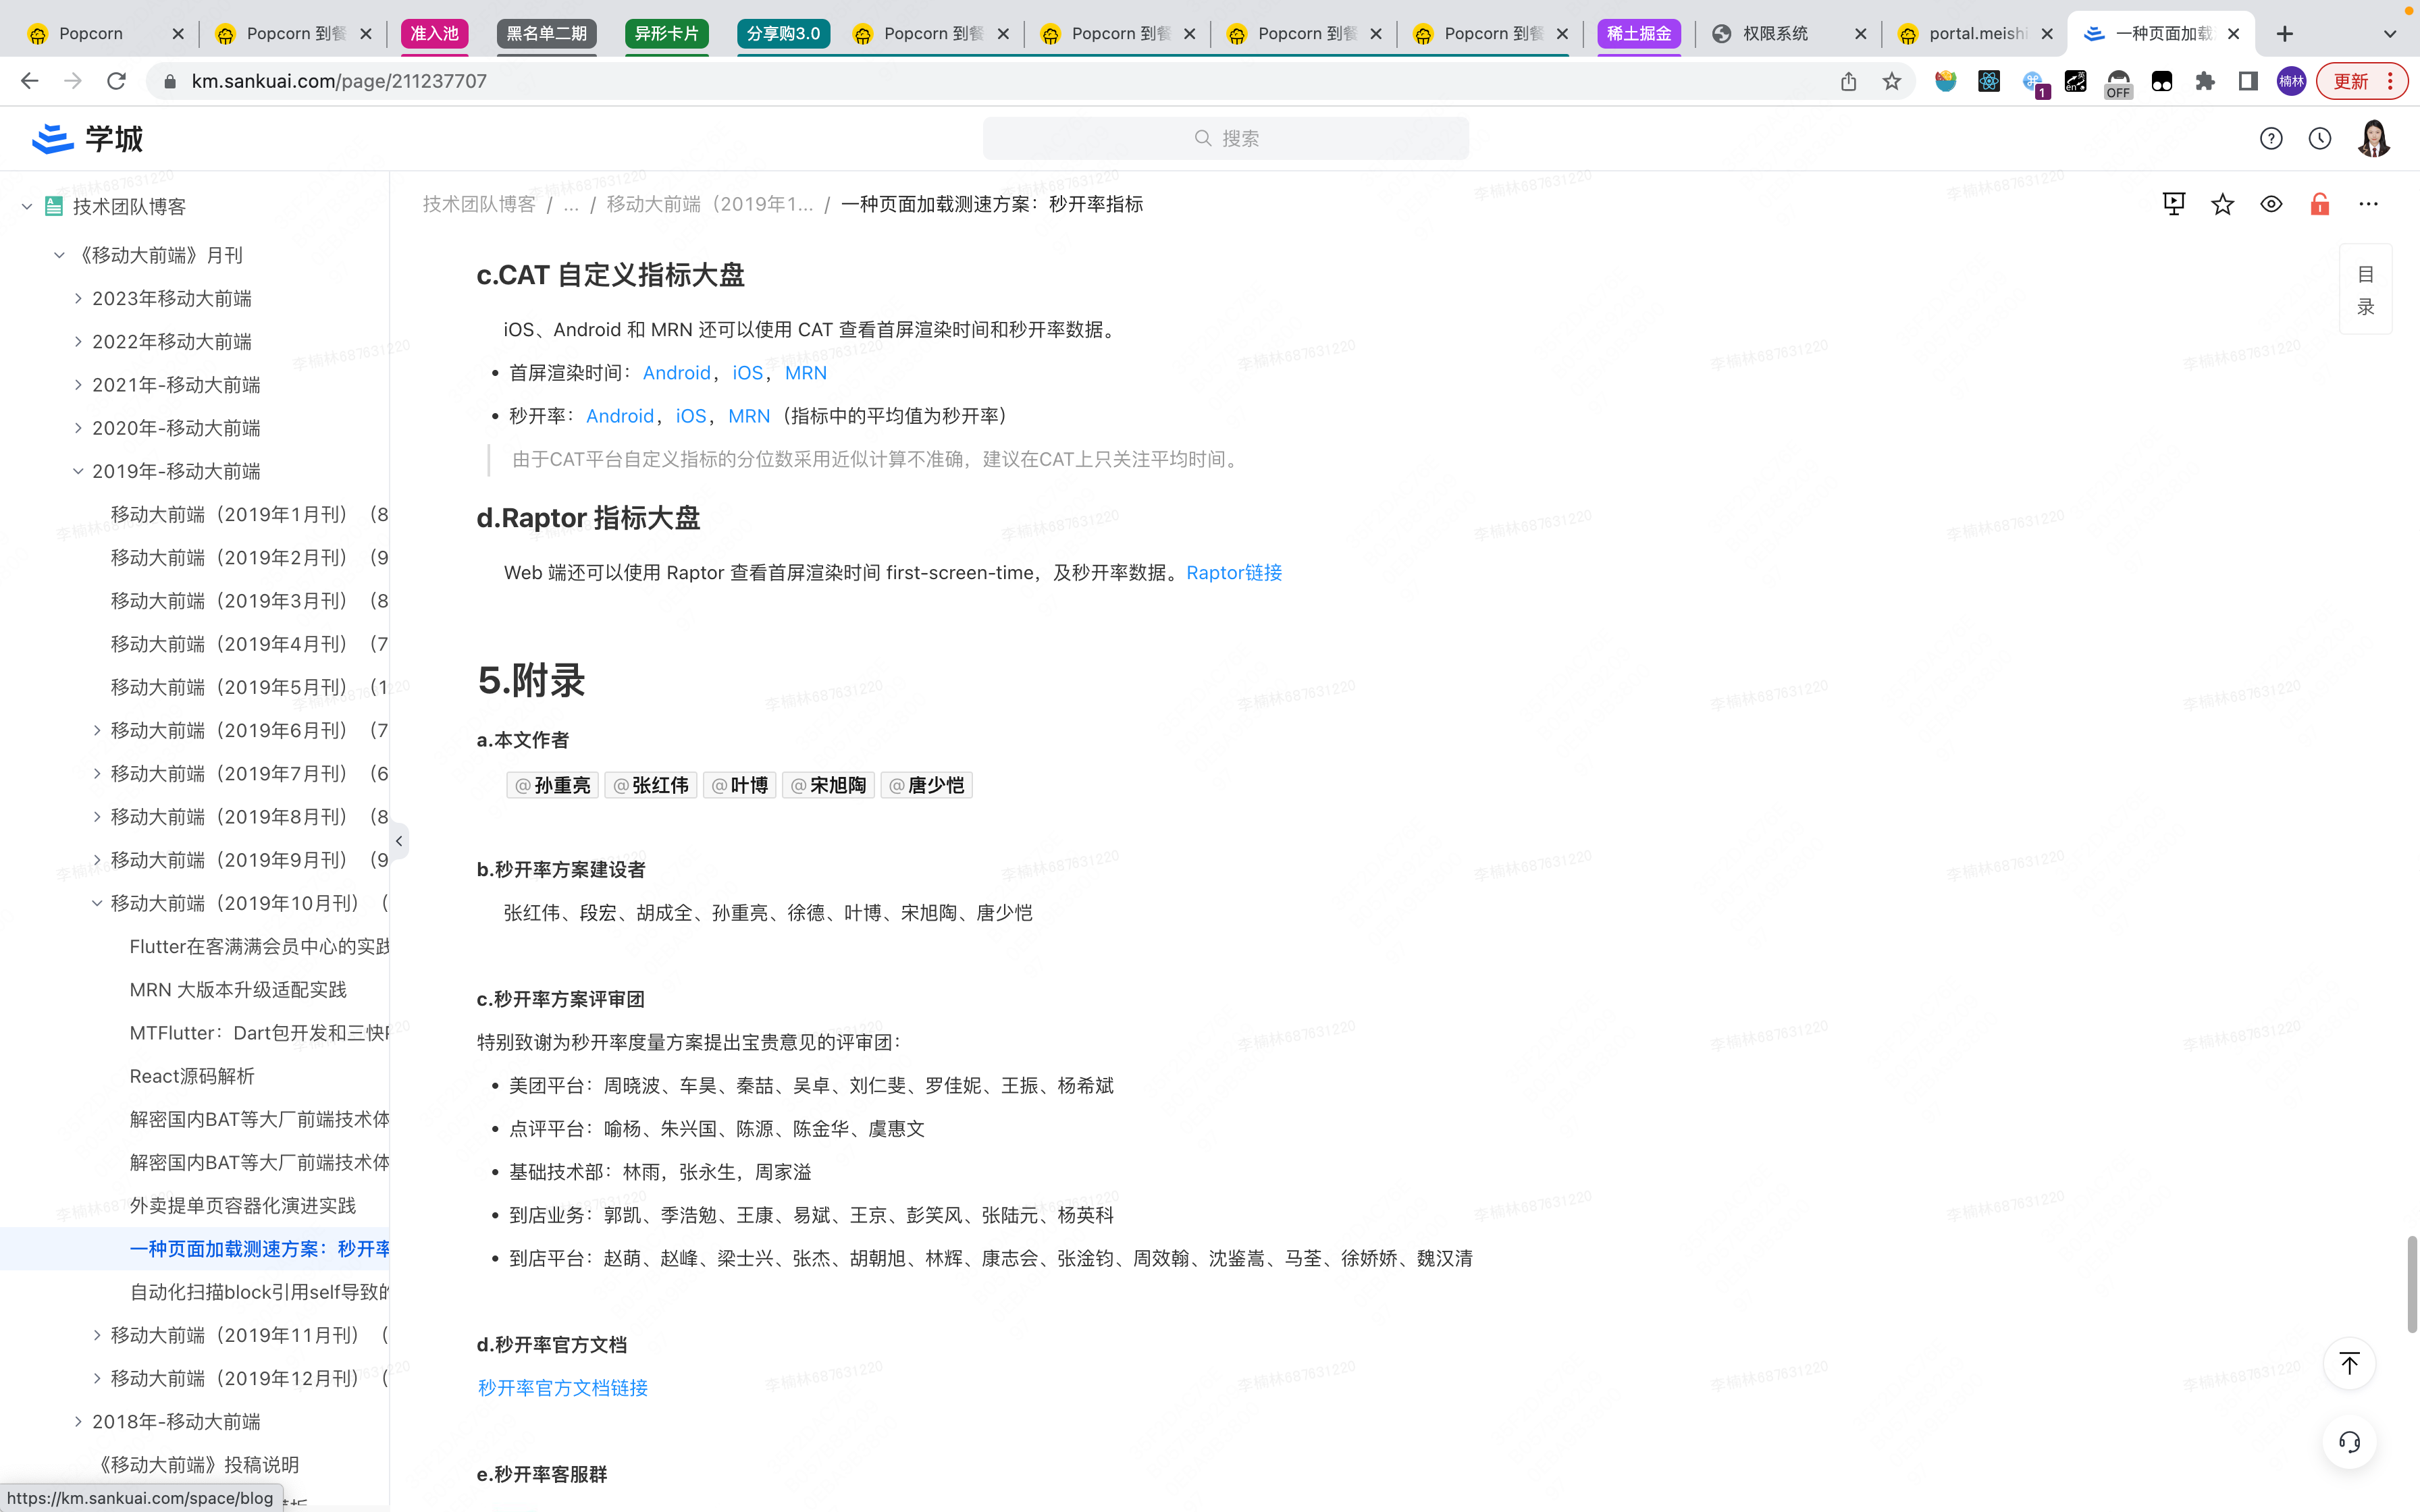 Popcorn
Popcorn 到餐
准入池
黑名单二期
异形卡片
分享购3.0
Popcorn 到餐
Popcorn 到餐
Popcorn 到餐
Popcorn 到餐
稀土掘金
权限系统
portal.meishi
一种页面加载
km.sankuai.com/page/211237707
1
en
英
OFF
楠林
更新
学城
搜索
技术团队博客
《移动大前端》月刊
2023年移动大前端
2022年移动大前端
2021年-移动大前端
2020年-移动大前端
2019年-移动大前端
移动大前端（2019年1月刊）（8
移动大前端（2019年2月刊）（9
移动大前端（2019年3月刊）（8
移动大前端（2019年4月刊）（7
移动大前端（2019年5月刊）（1
移动大前端（2019年6月刊）（7
移动大前端（2019年7月刊）（6
移动大前端（2019年8月刊）（8
移动大前端（2019年9月刊）（9
移动大前端（2019年10月刊）（
Flutter在客满满会员中心的实践
MRN 大版本升级适配实践
MTFlutter：Dart包开发和三快
React源码解析
解密国内BAT等大厂前端技术体
解密国内BAT等大厂前端技术体
外卖提单页容器化演进实践
一种页面加载测速方案：秒开率
自动化扫描block引用self导致的
移动大前端（2019年11月刊）（
移动大前端（2019年12月刊）（
2018年-移动大前端
《移动大前端》投稿说明
https://km.sankuai.com/space/blog
技术团队博客 / ... / 移动大前端（2019年1... / 一种页面加载测速方案：秒开率指标
目
录
c.CAT 自定义指标大盘
iOS、Android 和 MRN 还可以使用 CAT 查看首屏渲染时间和秒开率数据。
• 首屏渲染时间：Android，iOS，MRN
• 秒开率：Android，iOS，MRN（指标中的平均值为秒开率）
由于CAT平台自定义指标的分位数采用近似计算不准确，建议在CAT上只关注平均时间。
d.Raptor 指标大盘
Web 端还可以使用 Raptor 查看首屏渲染时间 first-screen-time，及秒开率数据。Raptor链接
5.附录
a.本文作者
@孙重亮 @张红伟 @叶博 @宋旭陶 @唐少恺
b.秒开率方案建设者
张红伟、段宏、胡成全、孙重亮、徐德、叶博、宋旭陶、唐少恺
c.秒开率方案评审团
特别致谢为秒开率度量方案提出宝贵意见的评审团：
• 美团平台：周晓波、车昊、秦喆、吴卓、刘仁斐、罗佳妮、王振、杨希斌
• 点评平台：喻杨、朱兴国、陈源、陈金华、虞惠文
• 基础技术部：林雨，张永生，周家溢
• 到店业务：郭凯、季浩勉、王康、易斌、王京、彭笑风、张陆元、杨英科
• 到店平台：赵萌、赵峰、梁士兴、张杰、胡朝旭、林辉、康志会、张淦钧、周效翰、沈鉴嵩、马荃、徐娇娇、魏汉清
d.秒开率官方文档
秒开率官方文档链接
e.秒开率客服群
李楠林687631220